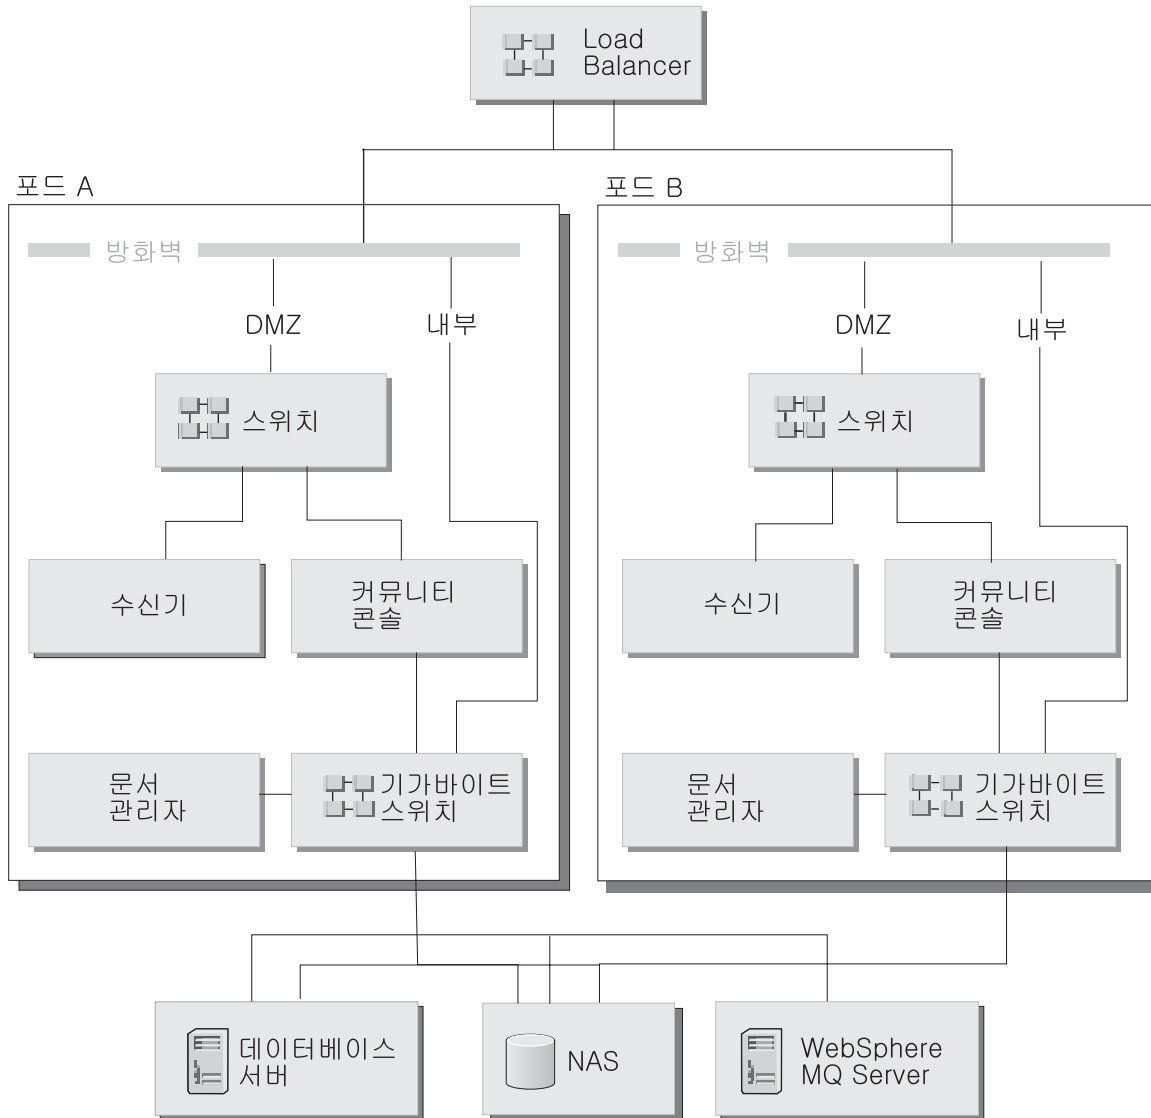 Load
Balancer
포드 A
포드 B
방화벽
방화벽
DMZ
내부
DMZ
내부
스위치
스위치
수신기
커뮤니티
콘솔
수신기
커뮤니티
콘솔
문서
관리자
기가바이트
스위치
문서
관리자
기가바이트
스위치
데이터베이스
서버
NAS
WebSphere
MQ Server